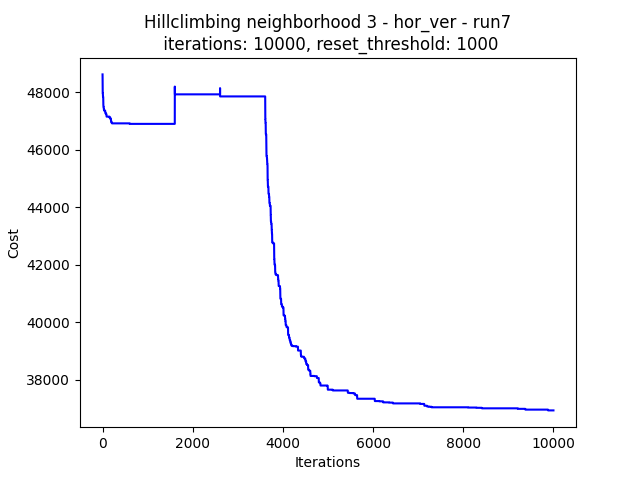 Hillclimbing neighborhood 3 - hor_ver - run7
iterations: 10000, reset_threshold: 1000
48000
46000
44000
42000
40000
38000
Cost
0 2000 4000 6000 8000 10000
Iterations